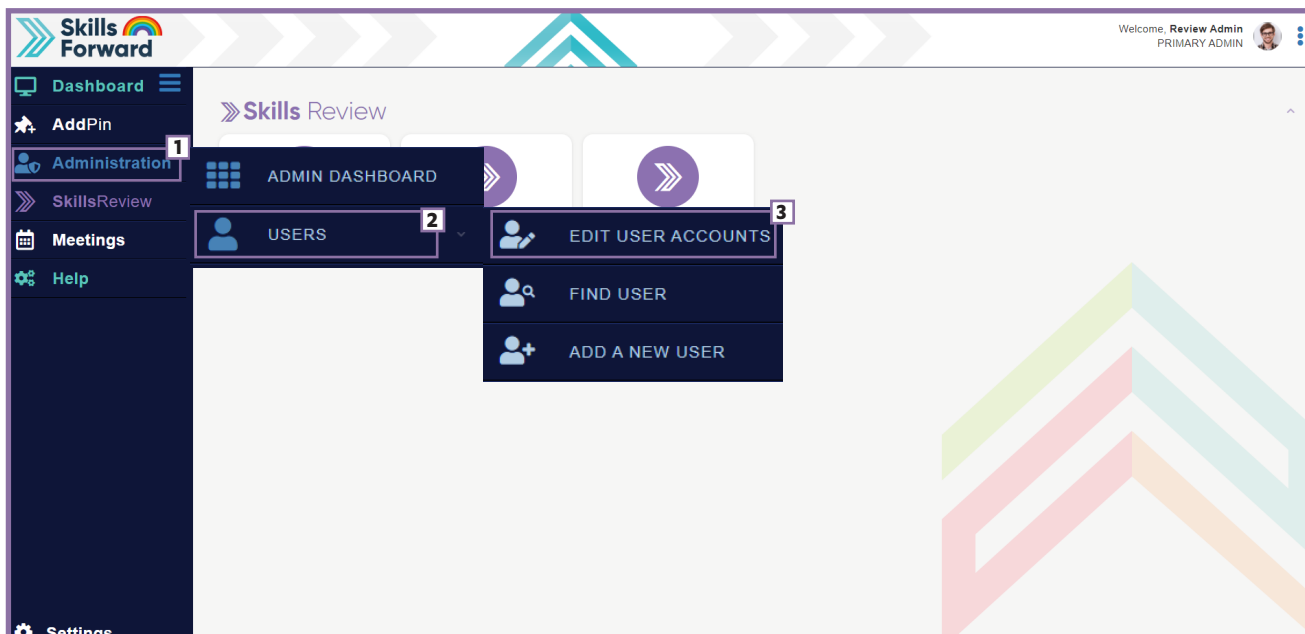 Skills
Forward
Welcome, Review Admin
PRIMARY ADMIN
Dashboard
AddPin
1
Administration
SkillsReview
Meetings
Help
Settings
Skills Review
ADMIN DASHBOARD
2
USERS
3
EDIT USER ACCOUNTS
FIND USER
ADD A NEW USER